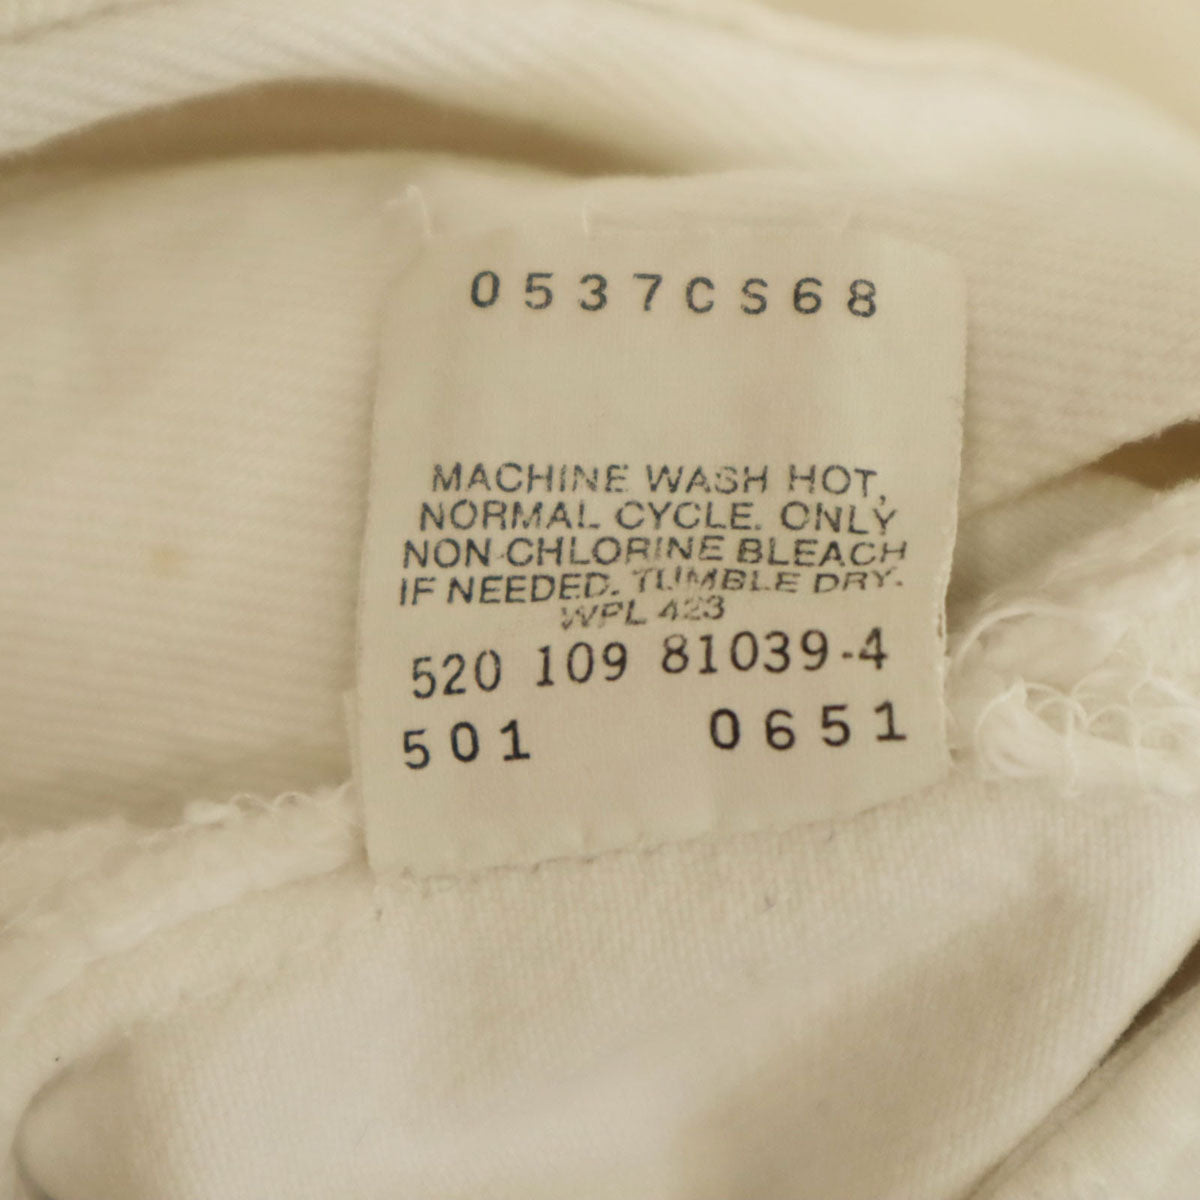 0537CS68
MACHINE WASH HOT,
NORMAL CYCLE. ONLY
NON-CHLORINE BLEACH
IF NEEDED. TUMBLE DRY.
WPL 423
520 109 81039-4
501 0651